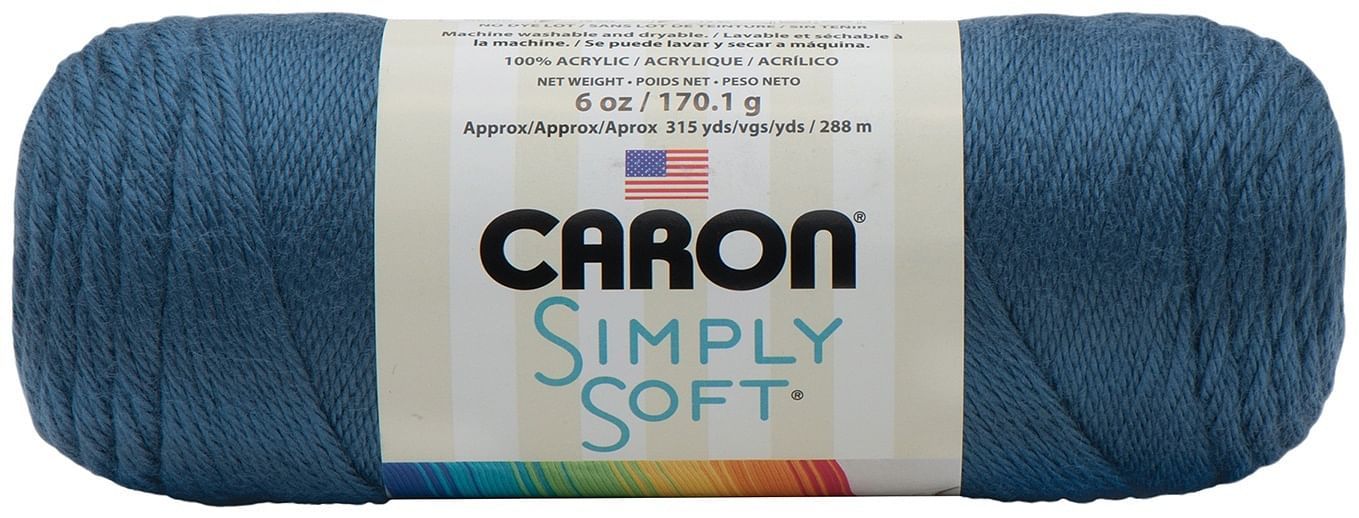 NO DYE LOT / SANS LOT DE TEINTURE / SIN TEÑIR
Machine washable and dryable. / Lavable et séchable à
la machine. / Se puede lavar y secar a máquina.
100% ACRYLIC / ACRYLIQUE / ACRÍLICO
NET WEIGHT • POIDS NET • PESO NETO
6 oz / 170.1 g
Approx/Approx/Aprox 315 yds/vgs/yds / 288 m
CARON®
SIMPLY
SOFT®